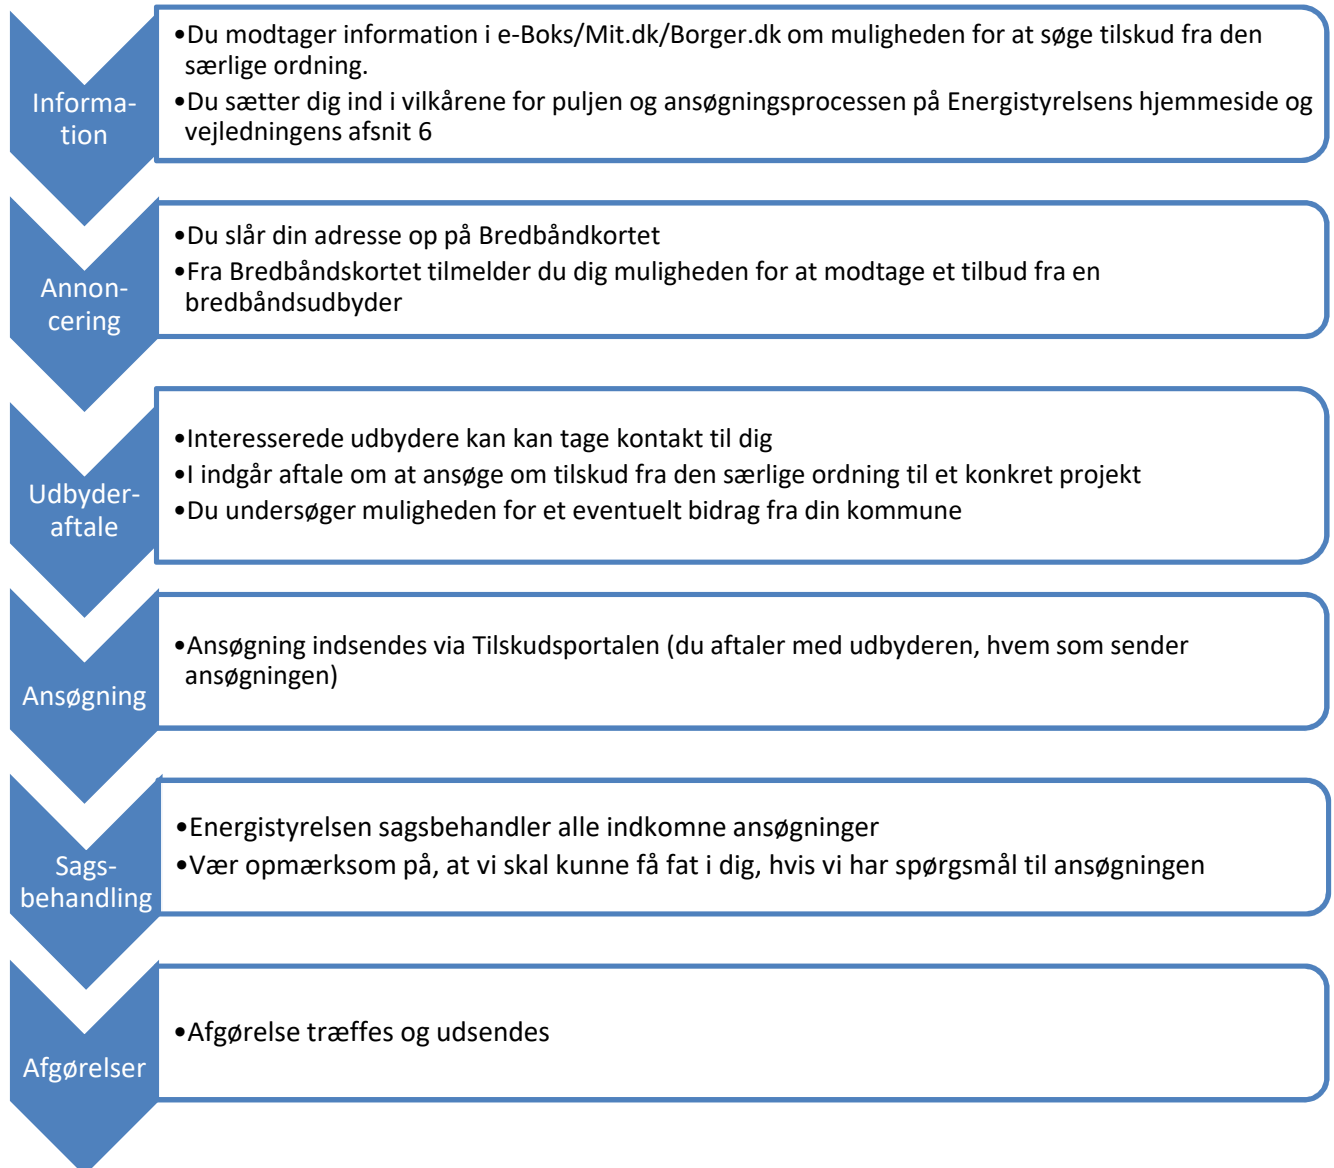 Informa-
tion
•Du modtager information i e-Boks/Mit.dk/Borger.dk om muligheden for at søge tilskud fra den
særlige ordning.
•Du sætter dig ind i vilkårene for puljen og ansøgningsprocessen på Energistyrelsens hjemmeside og
vejledningens afsnit 6
Annon-
cering
•Du slår din adresse op på Bredbåndkortet
•Fra Bredbåndskortet tilmelder du dig muligheden for at modtage et tilbud fra en
bredbåndsudbyder
Udbyder-
aftale
•Interesserede udbydere kan kan tage kontakt til dig
•I indgår aftale om at ansøge om tilskud fra den særlige ordning til et konkret projekt
•Du undersøger muligheden for et eventuelt bidrag fra din kommune
Ansøgning
•Ansøgning indsendes via Tilskudsportalen (du aftaler med udbyderen, hvem som sender
ansøgningen)
Sags-
behandling
•Energistyrelsen sagsbehandler alle indkomne ansøgninger
•Vær opmærksom på, at vi skal kunne få fat i dig, hvis vi har spørgsmål til ansøgningen
Afgørelser
•Afgørelse træffes og udsendes